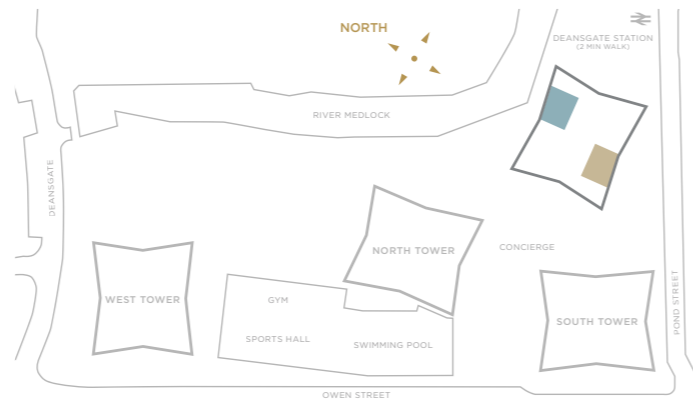 NORTH
DEANSGATE STATION
(2 MIN WALK)
RIVER MEDLOCK
DEANSGATE
NORTH TOWER
CONCIERGE
WEST TOWER
GYM
SPORTS HALL
SWIMMING POOL
SOUTH TOWER
POND STREET
OWEN STREET